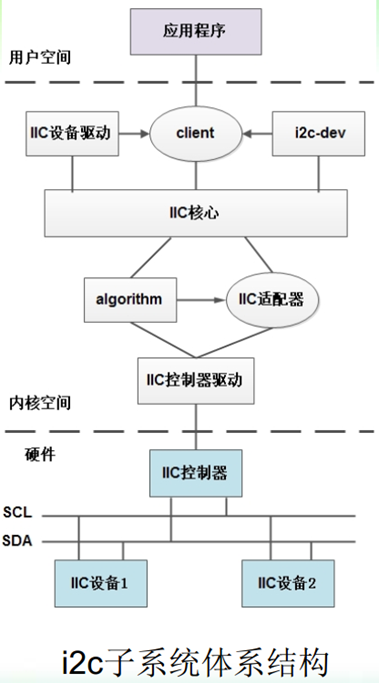 应用程序
用户空间
IIC设备驱动
client
i2c-dev
IIC核心
algorithm
IIC适配器
IIC控制器驱动
内核空间
硬件
IIC控制器
SCL
SDA
IIC设备1
IIC设备2
i2c子系统体系结构